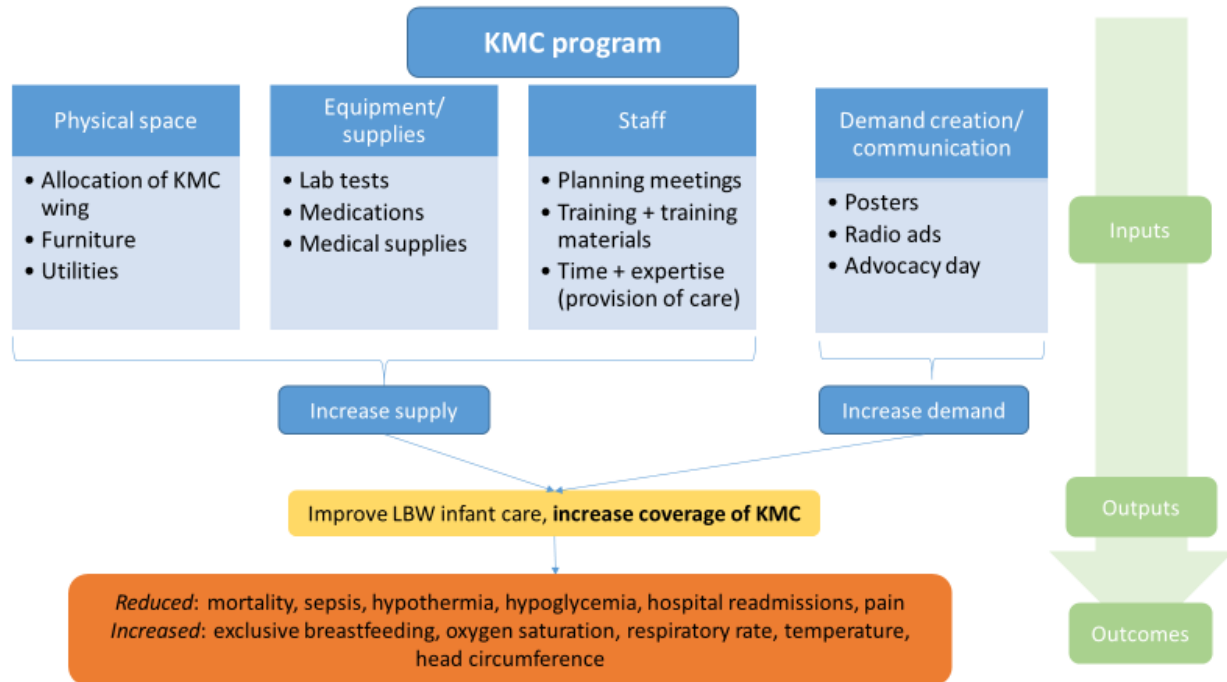 KMC program
Physical space
• Allocation of KMC
wing
• Furniture
• Utilities
Equipment/
supplies
• Lab tests
• Medications
• Medical supplies
Staff
• Planning meetings
• Training + training
materials
• Time + expertise
(provision of care)
Demand creation/
communication
• Posters
• Radio ads
• Advocacy day
Inputs
Increase supply
Increase demand
Improve LBW infant care, increase coverage of KMC
Outputs
Reduced: mortality, sepsis, hypothermia, hypoglycemia, hospital readmissions, pain
Increased: exclusive breastfeeding, oxygen saturation, respiratory rate, temperature,
head circumference
Outcomes